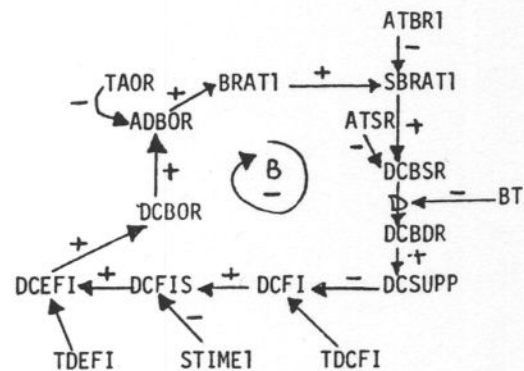 ATBR1
-
TAOR + BRAT1 + SBRAT1
- ADBOR ATSR +
- DCBSR
+ B
-
D - BT
DCBOR DCBDR
+ +
DCEFI + DCFIS + DCFI - DCSUPP
-
TDEFI STIME1 TDCFI